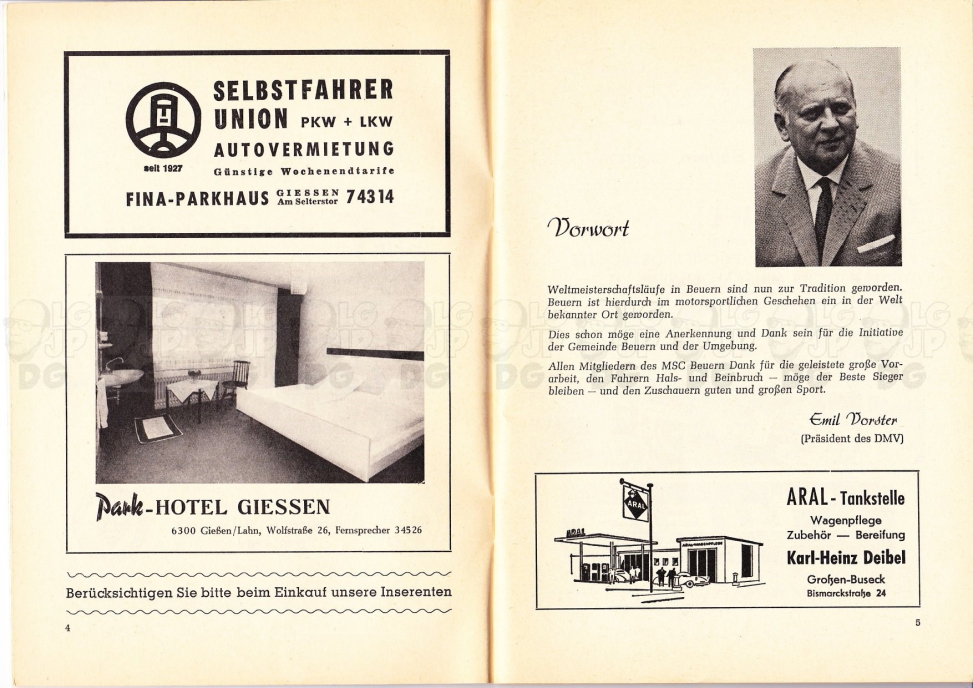 SELBSTFAHRER
UNION PKW + LKW
AUTOVERMIETUNG
seit 1927
Günstige Wochenendtarife
FINA-PARKHAUS GIESSEN Am Selterstor 74314
Park-HOTEL GIESSEN
6300 Gießen/Lahn, Wolfstraße 26, Fernsprecher 34526
Berücksichtigen Sie bitte beim Einkauf unsere Inserenten
4
Vorwort
Weltmeisterschaftsläufe in Beuern sind nun zur Tradition geworden.
Beuern ist hierdurch im motorsportlichen Geschehen ein in der Welt
bekannter Ort geworden.
Dies schon möge eine Anerkennung und Dank sein für die Initiative
der Gemeinde Beuern und der Umgebung.
Allen Mitgliedern des MSC Beuern Dank für die geleistete große Vor-
arbeit, den Fahrern Hals- und Beinbruch — möge der Beste Sieger
bleiben — und den Zuschauern guten und großen Sport.
Emil Vorster
(Präsident des DMV)
ARAL
ARAL
ARAL-WAGENPFLEGE
ARAL - Tankstelle
Wagenpflege
Zubehör — Bereifung
Karl-Heinz Deibel
Großen-Buseck
Bismarckstraße 24
5